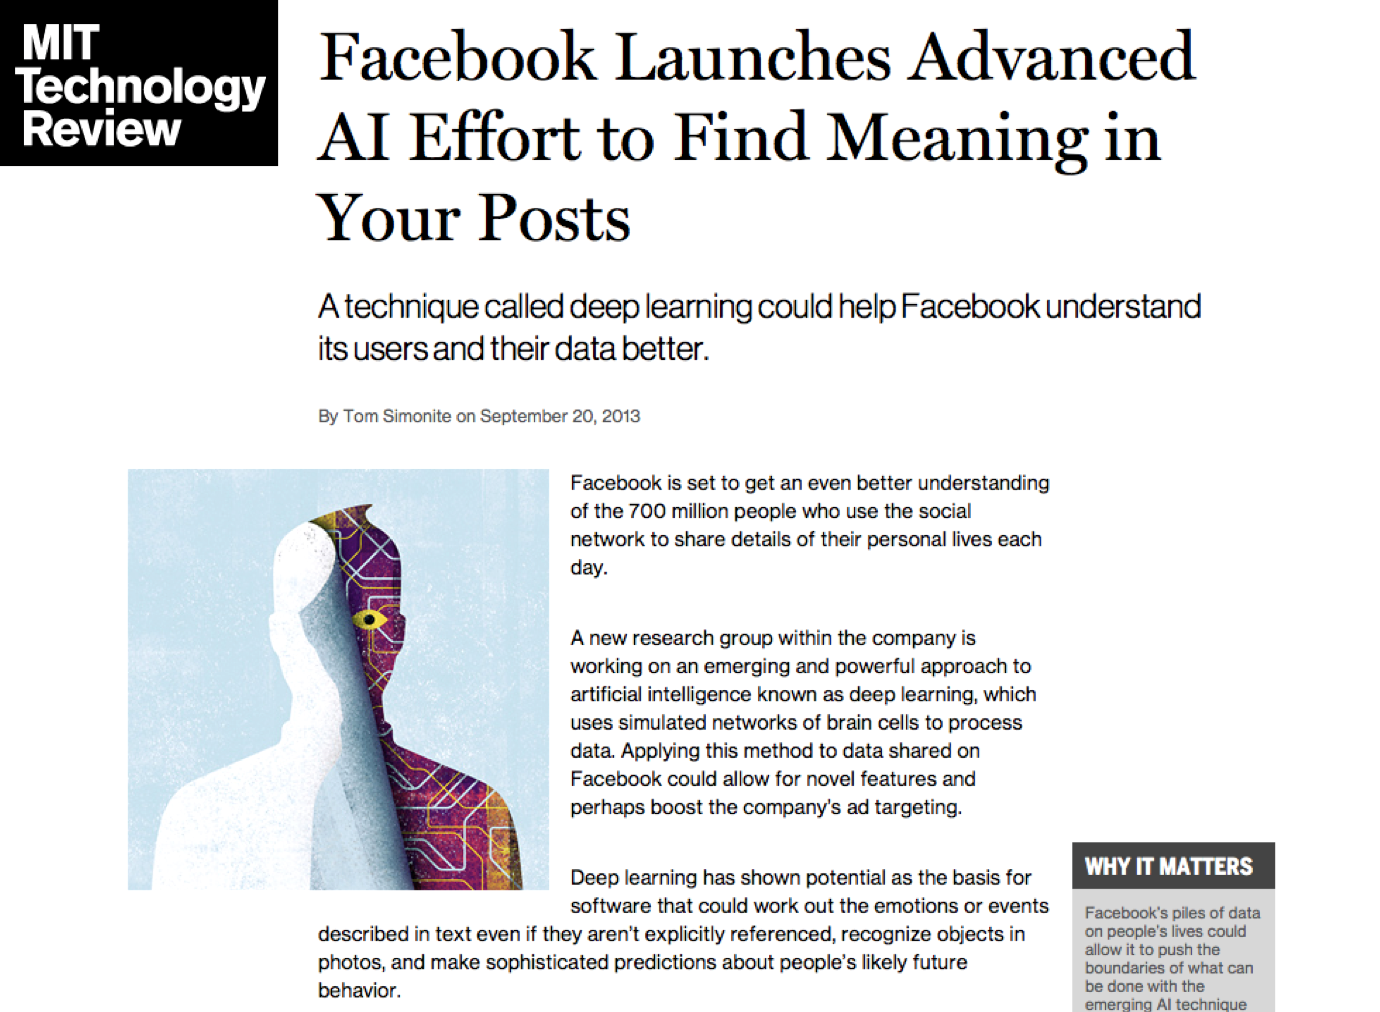 MIT
Technology
Review
Facebook Launches Advanced
AI Effort to Find Meaning in
Your Posts
A technique called deep learning could help Facebook understand
its users and their data better.
By Tom Simonite on September 20, 2013
Facebook is set to get an even better understanding
of the 700 million people who use the social
network to share details of their personal lives each
day.
A new research group within the company is
working on an emerging and powerful approach to
artificial intelligence known as deep learning, which
uses simulated networks of brain cells to process
data. Applying this method to data shared on
Facebook could allow for novel features and
perhaps boost the company's ad targeting.
Deep learning has shown potential as the basis for
software that could work out the emotions or events
described in text even if they aren't explicitly referenced, recognize objects in
photos, and make sophisticated predictions about people's likely future
behavior.
WHY IT MATTERS
Facebook's piles of data
on people's lives could
allow it to push the
boundaries of what can
be done with the
emerging AI technique